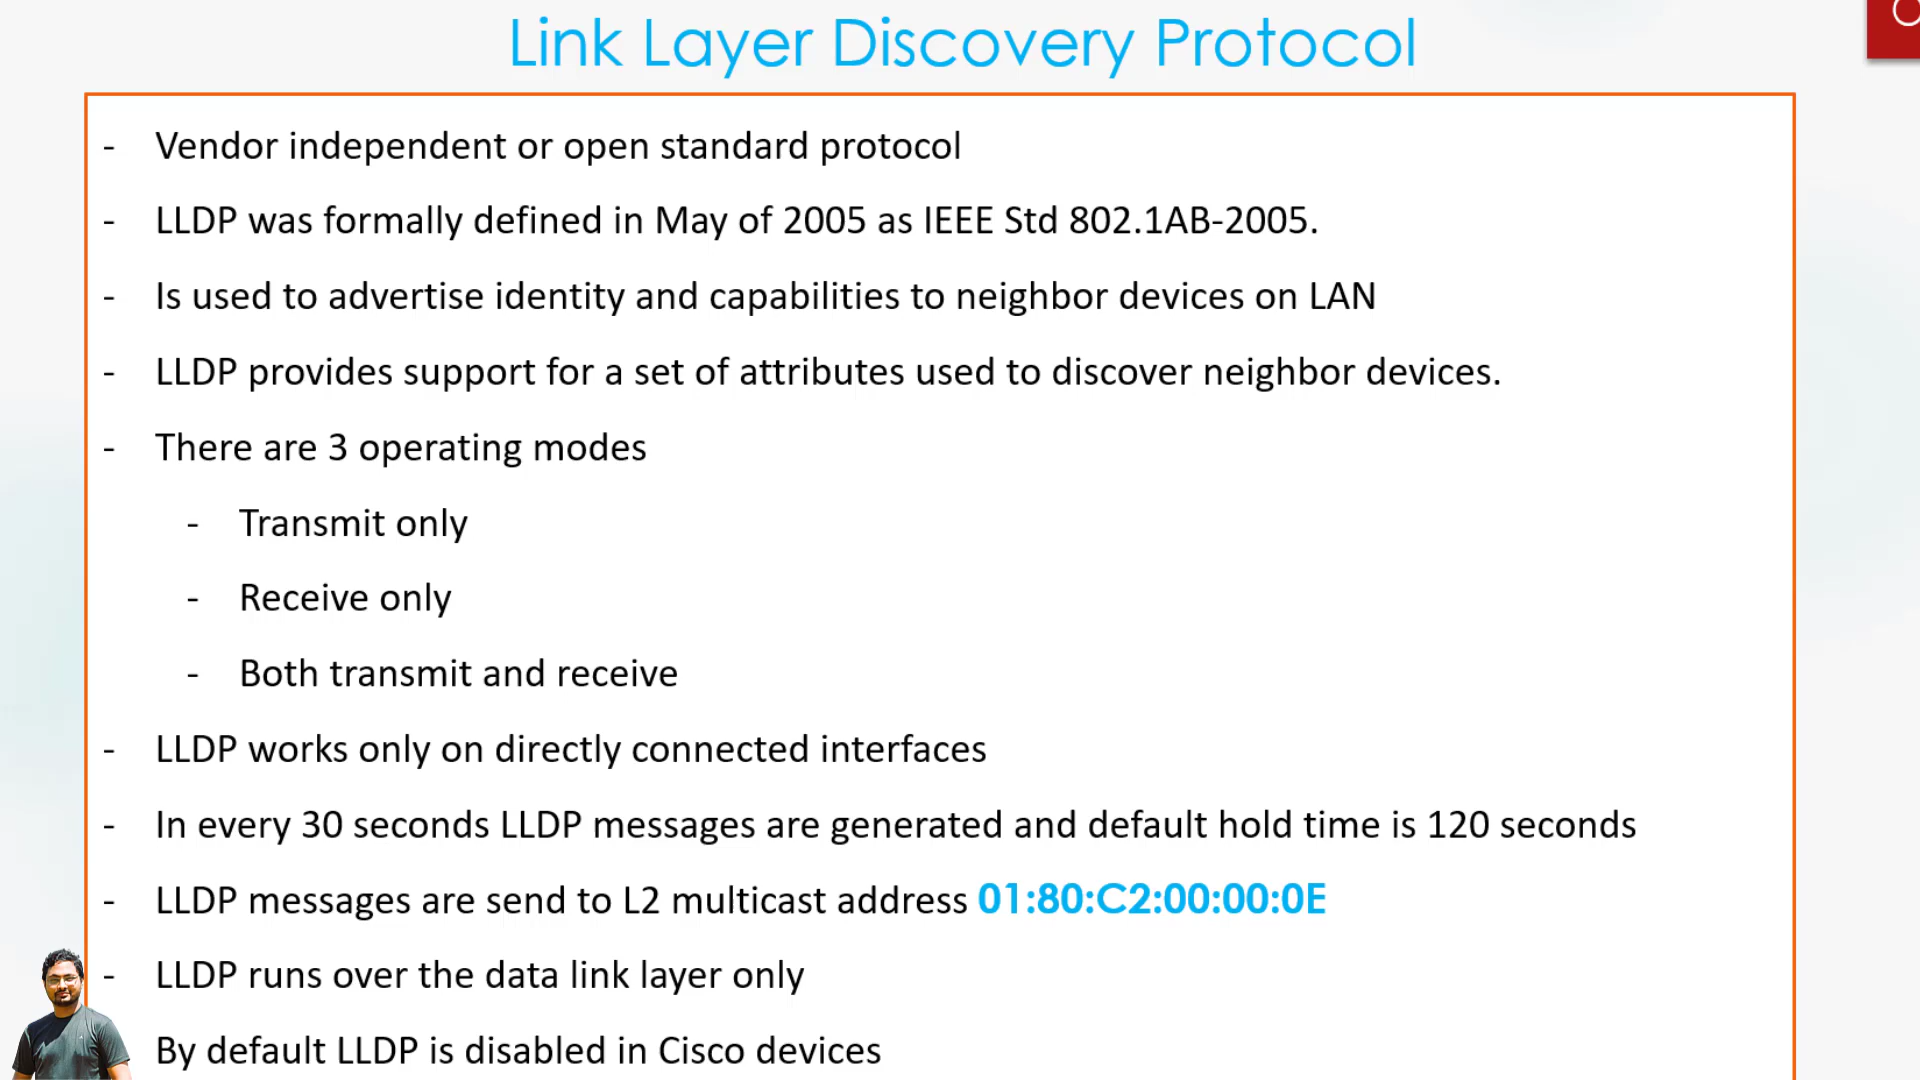 Link Layer Discovery Protocol
- Vendor independent or open standard protocol
- LLDP was formally defined in May of 2005 as IEEE Std 802.1AB-2005.
- Is used to advertise identity and capabilities to neighbor devices on LAN
- LLDP provides support for a set of attributes used to discover neighbor devices.
- There are 3 operating modes
- Transmit only
- Receive only
- Both transmit and receive
- LLDP works only on directly connected interfaces
- In every 30 seconds LLDP messages are generated and default hold time is 120 seconds
- LLDP messages are send to L2 multicast address 01:80:C2:00:00:0E
- LLDP runs over the data link layer only
By default LLDP is disabled in Cisco devices